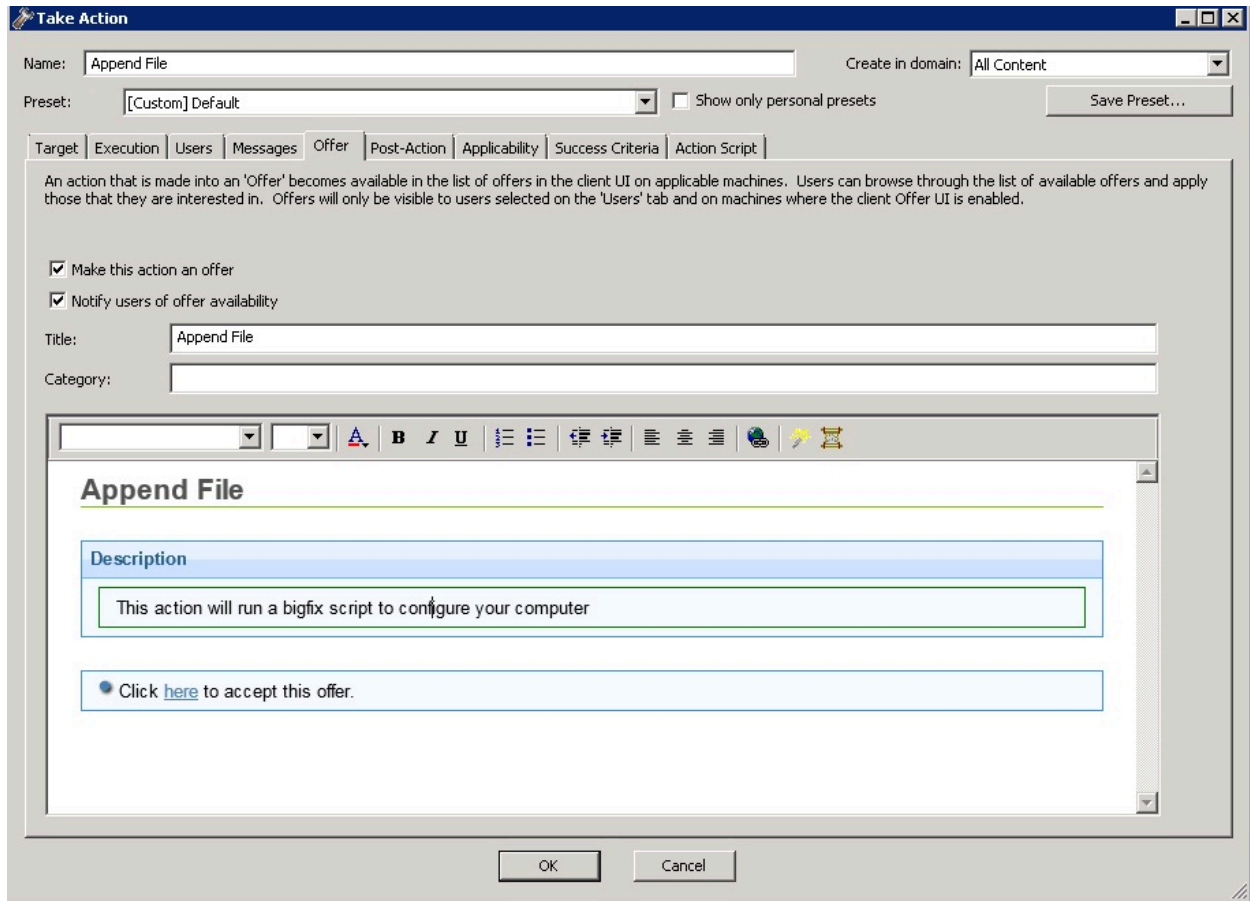 Take Action
Name: Append File Create in domain: All Content
Preset: [Custom] Default Show only personal presets Save Preset...
Target Execution Users Messages Offer Post-Action Applicability Success Criteria Action Script
An action that is made into an 'Offer' becomes available in the list of offers in the client UI on applicable machines. Users can browse through the list of available offers and apply
those that they are interested in. Offers will only be visible to users selected on the 'Users' tab and on machines where the client Offer UI is enabled.
Make this action an offer
Notify users of offer availability
Title: Append File
Category:
A B I U
Append File
Description
This action will run a bigfix script to configure your computer
Click here to accept this offer.
OK Cancel